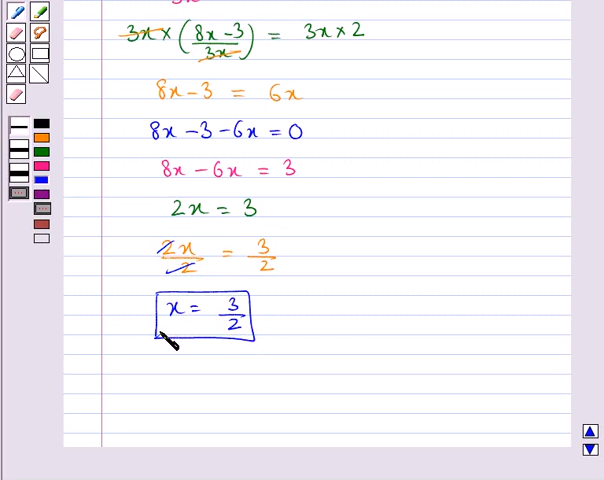 3x × (8x-3/3x) = 3x × 2
8x - 3 = 6x
8x - 3 - 6x = 0
8x - 6x = 3
2x = 3
2x/2 = 3/2
x = 3/2